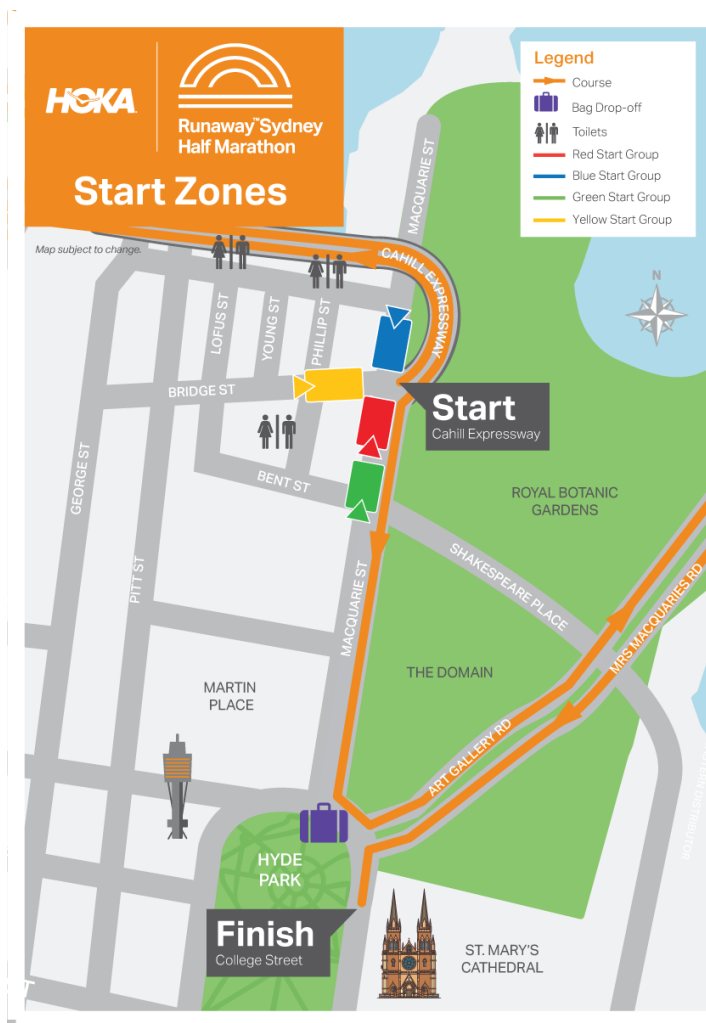 HOKA
Runaway™Sydney
Half Marathon
Start Zones
Map subject to change.
Legend
Course
Bag Drop-off
Toilets
Red Start Group
Blue Start Group
Green Start Group
Yellow Start Group
N
MACQUARIE ST
CAHILL EXPRESSWAY
LOFUS ST
YOUNG ST
PHILLIP ST
BRIDGE ST
Start
Cahill Expressway
GEORGE ST
BENT ST
ROYAL BOTANIC
GARDENS
PITT ST
MACQUARIE ST
SHAKESPEARE PLACE
MRS MACQUARIES RD
THE DOMAIN
MARTIN
PLACE
ART GALLERY RD
DISTRIBUTOR
HYDE
PARK
Finish
College Street
ST. MARY'S
CATHEDRAL